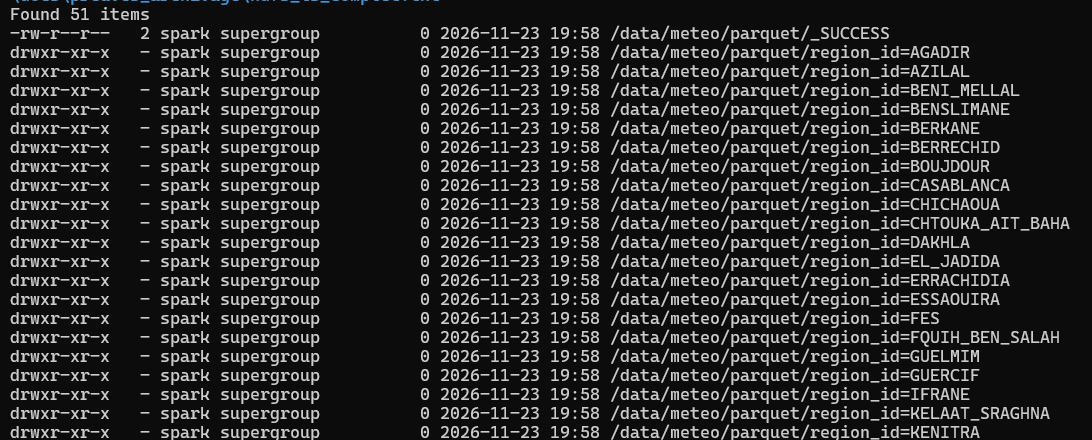 Found 51 items
-rw-r--r--   2 spark supergroup          0 2026-11-23 19:58 /data/meteo/parquet/_SUCCESS
drwxr-xr-x   - spark supergroup          0 2026-11-23 19:58 /data/meteo/parquet/region_id=AGADIR
drwxr-xr-x   - spark supergroup          0 2026-11-23 19:58 /data/meteo/parquet/region_id=AZILAL
drwxr-xr-x   - spark supergroup          0 2026-11-23 19:58 /data/meteo/parquet/region_id=BENI_MELLAL
drwxr-xr-x   - spark supergroup          0 2026-11-23 19:58 /data/meteo/parquet/region_id=BENSLIMANE
drwxr-xr-x   - spark supergroup          0 2026-11-23 19:58 /data/meteo/parquet/region_id=BERKANE
drwxr-xr-x   - spark supergroup          0 2026-11-23 19:58 /data/meteo/parquet/region_id=BERRECHID
drwxr-xr-x   - spark supergroup          0 2026-11-23 19:58 /data/meteo/parquet/region_id=BOUJDOUR
drwxr-xr-x   - spark supergroup          0 2026-11-23 19:58 /data/meteo/parquet/region_id=CASABLANCA
drwxr-xr-x   - spark supergroup          0 2026-11-23 19:58 /data/meteo/parquet/region_id=CHICHAOUA
drwxr-xr-x   - spark supergroup          0 2026-11-23 19:58 /data/meteo/parquet/region_id=CHTOUKA_AIT_BAHA
drwxr-xr-x   - spark supergroup          0 2026-11-23 19:58 /data/meteo/parquet/region_id=DAKHLA
drwxr-xr-x   - spark supergroup          0 2026-11-23 19:58 /data/meteo/parquet/region_id=EL_JADIDA
drwxr-xr-x   - spark supergroup          0 2026-11-23 19:58 /data/meteo/parquet/region_id=ERRACHIDIA
drwxr-xr-x   - spark supergroup          0 2026-11-23 19:58 /data/meteo/parquet/region_id=ESSAOUIRA
drwxr-xr-x   - spark supergroup          0 2026-11-23 19:58 /data/meteo/parquet/region_id=FES
drwxr-xr-x   - spark supergroup          0 2026-11-23 19:58 /data/meteo/parquet/region_id=FQUIH_BEN_SALAH
drwxr-xr-x   - spark supergroup          0 2026-11-23 19:58 /data/meteo/parquet/region_id=GUELMIM
drwxr-xr-x   - spark supergroup          0 2026-11-23 19:58 /data/meteo/parquet/region_id=GUERCIF
drwxr-xr-x   - spark supergroup          0 2026-11-23 19:58 /data/meteo/parquet/region_id=IFRANE
drwxr-xr-x   - spark supergroup          0 2026-11-23 19:58 /data/meteo/parquet/region_id=KELAAT_SRAGHNA
drwxr-xr-x   - spark supergroup          0 2026-11-23 19:58 /data/meteo/parquet/region_id=KENITRA